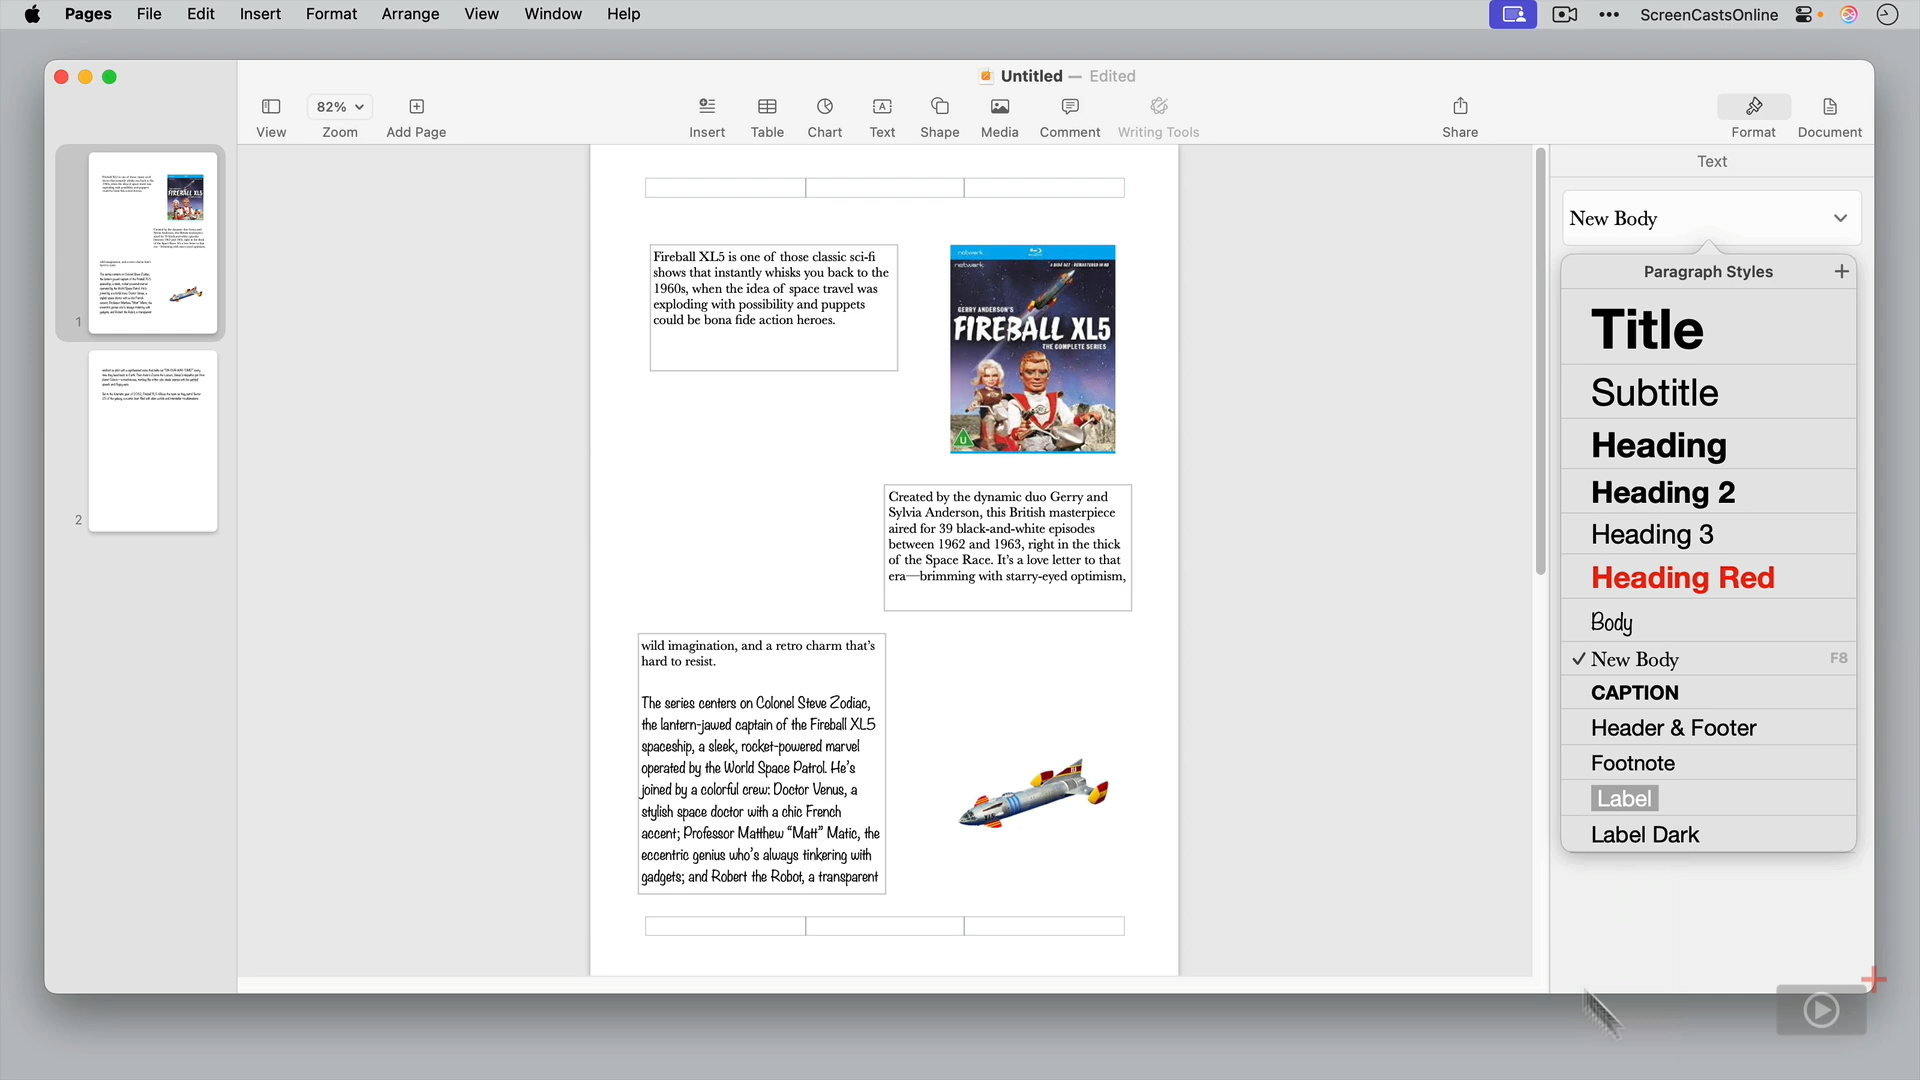 Pages File Edit Insert Format Arrange View Window Help ScreenCastsOnline
Untitled — Edited
82%
View Zoom Add Page Insert Table Chart Text Shape Media Comment Writing Tools Share Format Document
1
2
Fireball XL5 is one of those classic sci-fi
shows that instantly whisks you back to the
1960s, when the idea of space travel was
exploding with possibility and puppets
could be bona fide action heroes.
network
GERRY ANDERSON'S
FIREBALL XL5
THE COMPLETE SERIES
U
Created by the dynamic duo Gerry and
Sylvia Anderson, this British masterpiece
aired for 39 black-and-white episodes
between 1962 and 1963, right in the thick
of the Space Race. It's a love letter to that
era—brimming with starry-eyed optimism,
wild imagination, and a retro charm that's
hard to resist.
The series centers on Colonel Steve Zodiac,
the lantern-jawed captain of the Fireball XL5
spaceship, a sleek, rocket-powered marvel
operated by the World Space Patrol. He's
joined by a colorful crew: Doctor Venus, a
stylish space doctor with a chic French
accent; Professor Matthew “Matt” Matic, the
eccentric genius who's always tinkering with
gadgets; and Robert the Robot, a transparent
Text
New Body
Paragraph Styles
Title
Subtitle
Heading
Heading 2
Heading 3
Heading Red
Body
New Body F8
CAPTION
Header & Footer
Footnote
Label
Label Dark